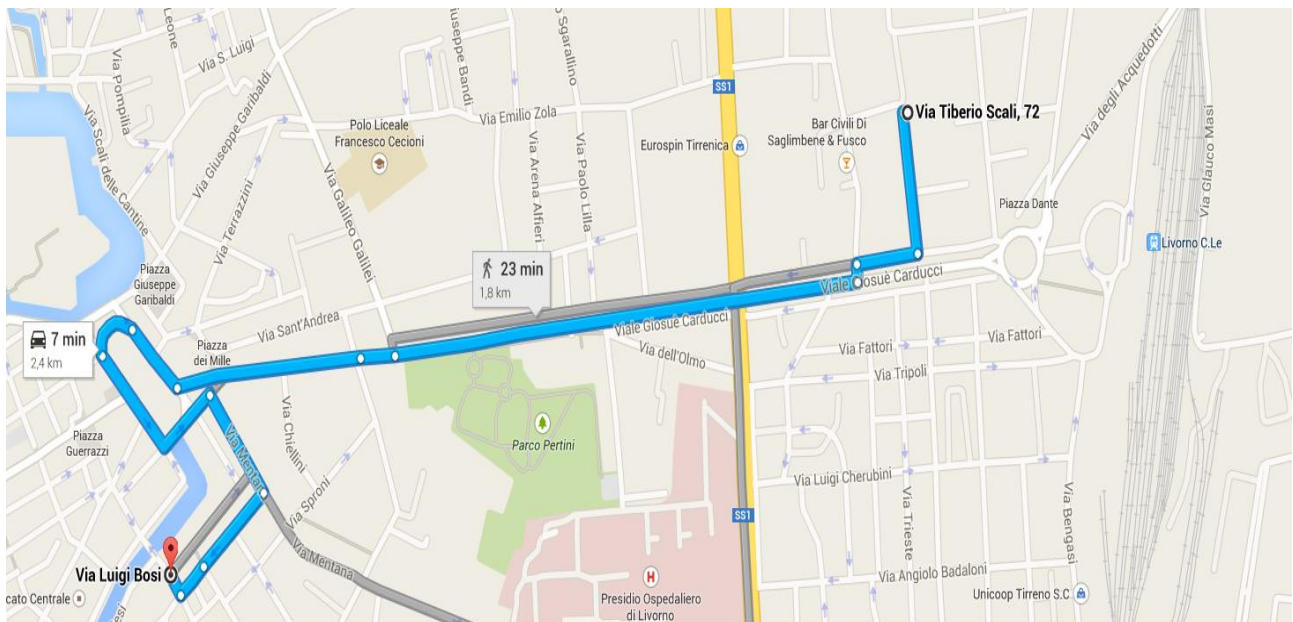 Leone
Via S. Luigi
Via Pompilia
Via Giuseppe Garibaldi
Via Scali delle Cantine
Via Terrazzini
Piazza
Giuseppe
Garibaldi
7 min
2,4 km
Piazza
dei Mille
Piazza
Guerrazzi
Via Sant'Andrea
Via Galileo Galilei
Polo Liceale
Francesco Cecioni
Giuseppe Bandi
Sgarallino
Via Emilio Zola
Via Arena Alfieri
Via Paolo Lilla
23 min
1,8 km
SS1
Eurospin Tirrenica
Bar Civili Di
Saglimbene & Fusco
Via Tiberio Scali, 72
Via degli Acquedotti
Via Glauco Masi
Piazza Dante
Livorno C.Le
Viale Giosuè Carducci
Viale Giosuè Carducci
Via dell'Olmo
Via Fattori
Via Fattori
Via Tripoli
Parco Pertini
Via Chiellini
Via Mentana
Via Sproni
Via Mentana
Via Luigi Cherubini
Via Trieste
Via Bengasi
SS1
Via Angiolo Badaloni
Unicoop Tirreno S.C
Presidio Ospedaliero
di Livorno
H
Via Luigi Bosi
cato Centrale